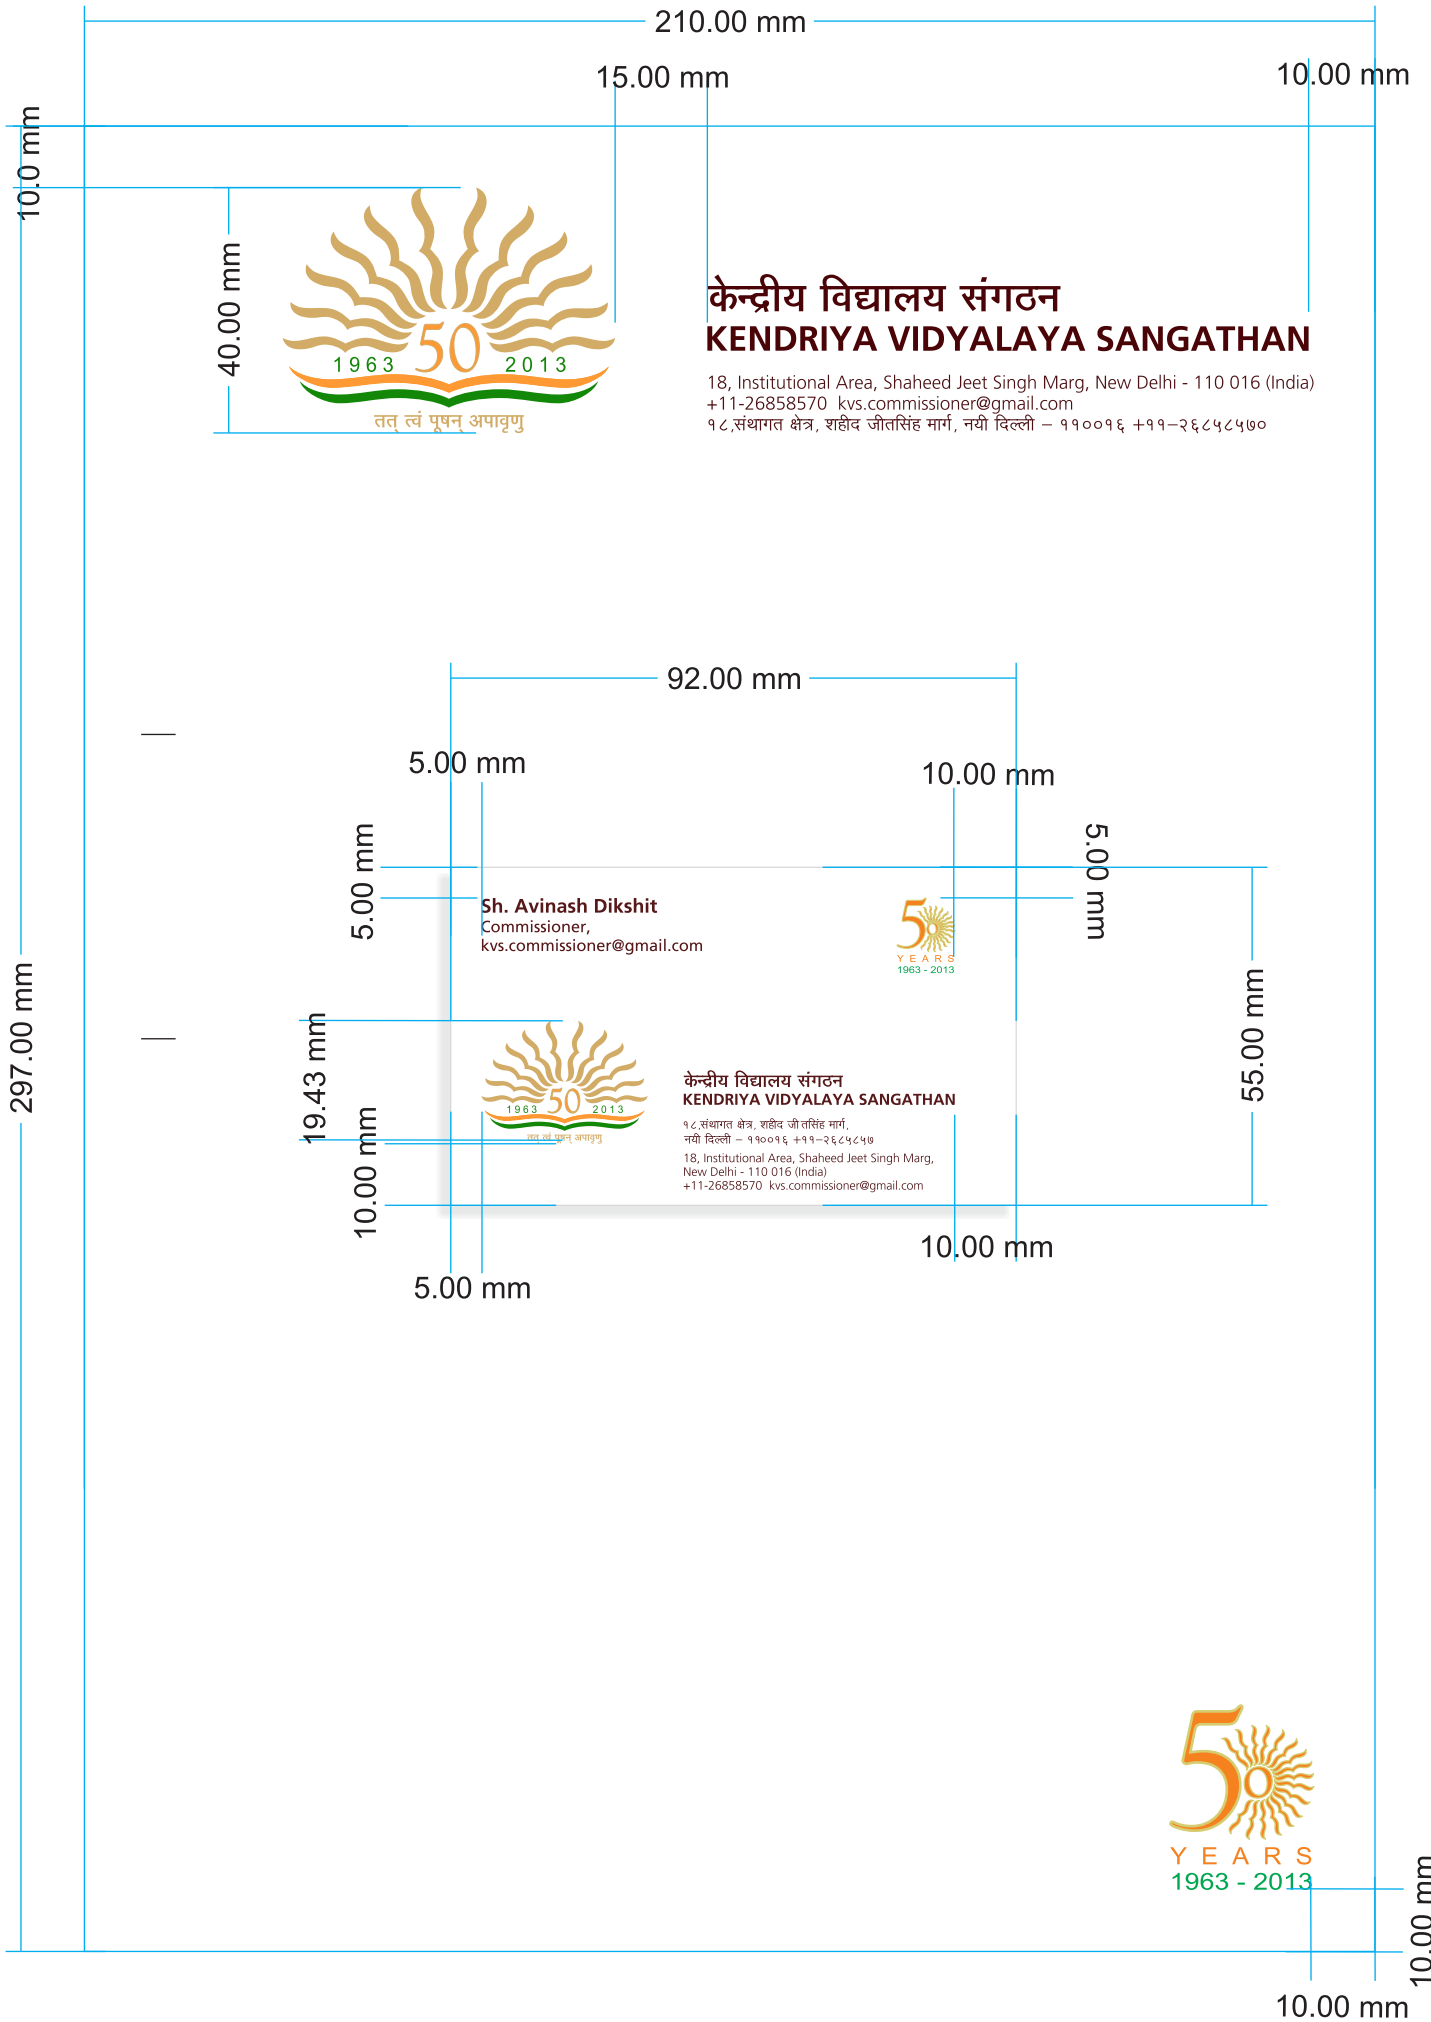 210.00 mm
15.00 mm
10.00 mm
10.0 mm
40.00 mm
50
1963 2013
तत् त्वं पूषन् अपावृणु
केन्द्रीय विद्यालय संगठन
KENDRIYA VIDYALAYA SANGATHAN
18, Institutional Area, Shaheed Jeet Singh Marg, New Delhi - 110 016 (India)
+11-26858570 kvs.commissioner@gmail.com
१८,संथागत क्षेत्र, शहीद जीतसिंह मार्ग, नयी दिल्ली – ११००१६ +११–२६८५८५७०
92.00 mm
5.00 mm
10.00 mm
5.00 mm
5.00 mm
Sh. Avinash Dikshit
Commissioner,
kvs.commissioner@gmail.com
50
YEARS
1963 - 2013
297.00 mm
19.43 mm
55.00 mm
50
1963 2013
तत् त्वं पूषन् अपावृणु
केन्द्रीय विद्यालय संगठन
KENDRIYA VIDYALAYA SANGATHAN
१८,संथागत क्षेत्र, शहीद जीतसिंह मार्ग,
नयी दिल्ली – ११००१६ +११–२६८५८५७
18, Institutional Area, Shaheed Jeet Singh Marg,
New Delhi - 110 016 (India)
+11-26858570 kvs.commissioner@gmail.com
10.00 mm
10.00 mm
5.00 mm
50
YEARS
1963 - 2013
10.00 mm
10.00 mm